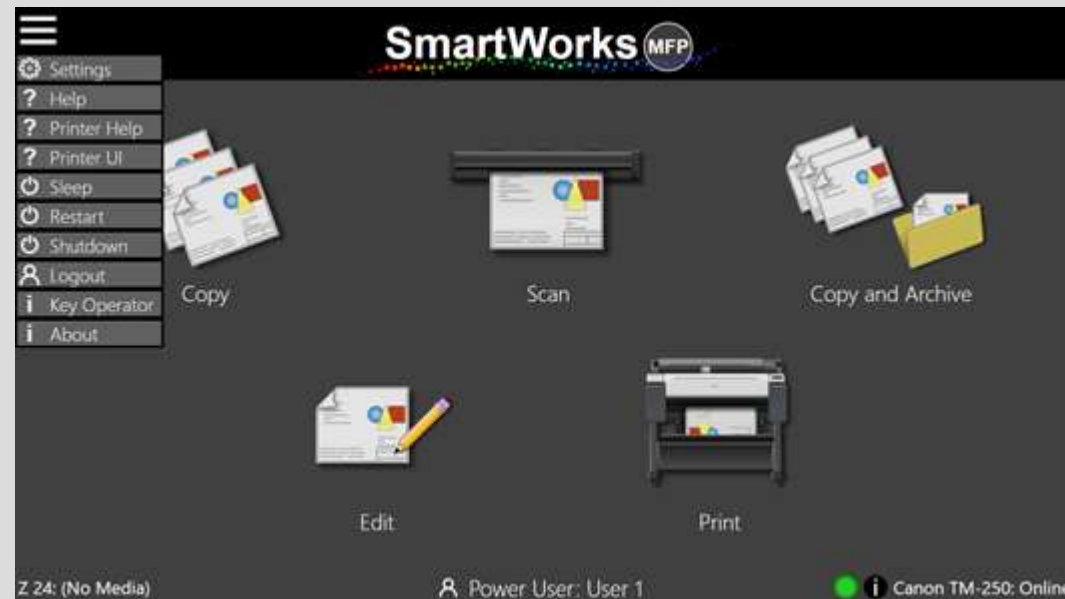 SmartWorks MFP
Settings
Help
Printer Help
Printer UI
Sleep
Restart
Shutdown
Logout
Key Operator
About
Copy
Scan
Copy and Archive
Edit
Print
Z 24: (No Media)
Power User: User 1
Canon TM-250: Online